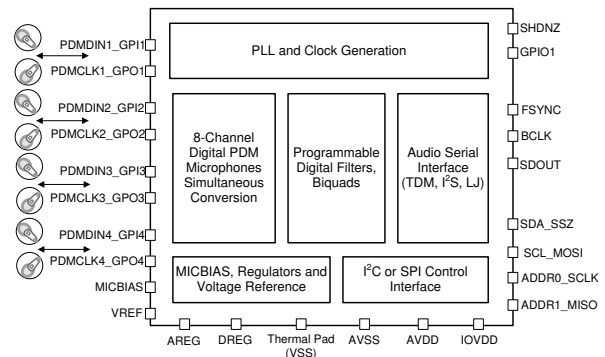 PLL and Clock Generation
PDMDIN1_GPI1
PDMCLK1_GPO1
PDMDIN2_GPI2
PDMCLK2_GPO2
PDMDIN3_GPI3
PDMCLK3_GPO3
PDMDIN4_GPI4
PDMCLK4_GPO4
MICBIAS
VREF
8-Channel
Digital PDM
Microphones
Simultaneous
Conversion
Programmable
Digital Filters,
Biquads
Audio Serial
Interface
(TDM, I²S, LJ)
MICBIAS, Regulators and
Voltage Reference
I²C or SPI Control
Interface
SHDNZ
GPIO1
FSYNC
BCLK
SDOUT
SDA_SSZ
SCL_MOSI
ADDR0_SCLK
ADDR1_MISO
AREG
DREG
Thermal Pad
(VSS)
AVSS
AVDD
IOVDD